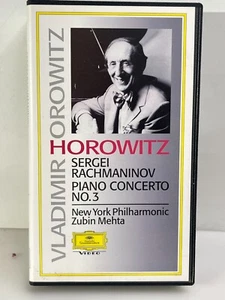 VLADIMIR HOROWITZ
HOROWITZ
SERGEI
RACHMANINOV
PIANO CONCERTO
NO.3
New York Philharmonic
Zubin Mehta
VIDEO